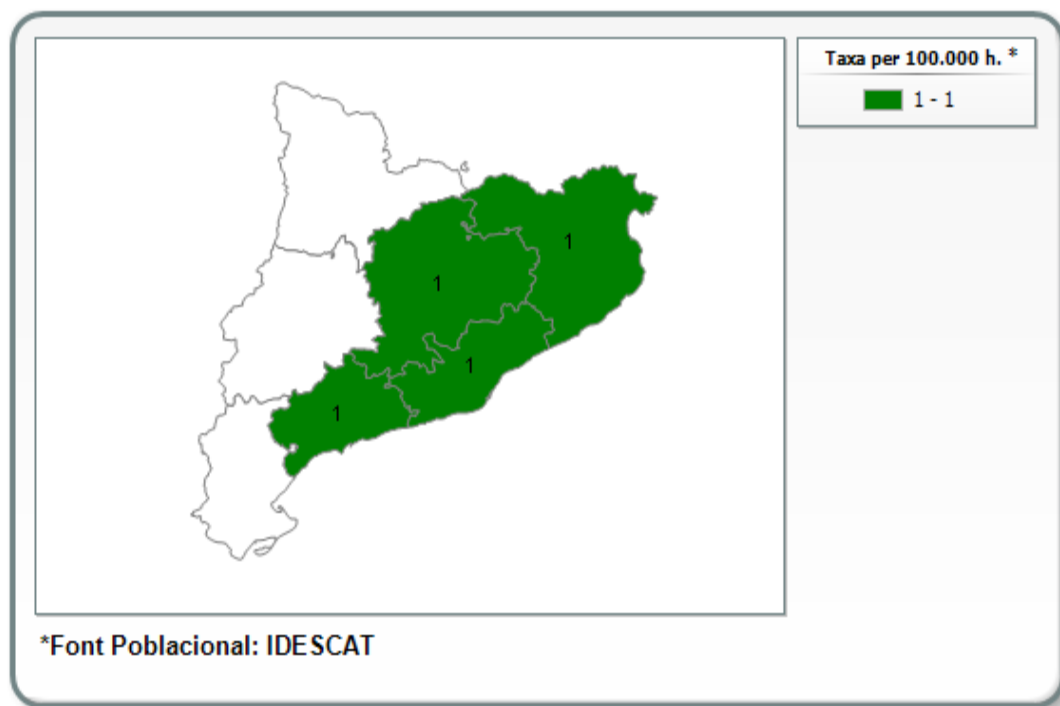 Taxa per 100.000 h. *
1 - 1
1
1
1
1
*Font Poblacional: IDESCAT